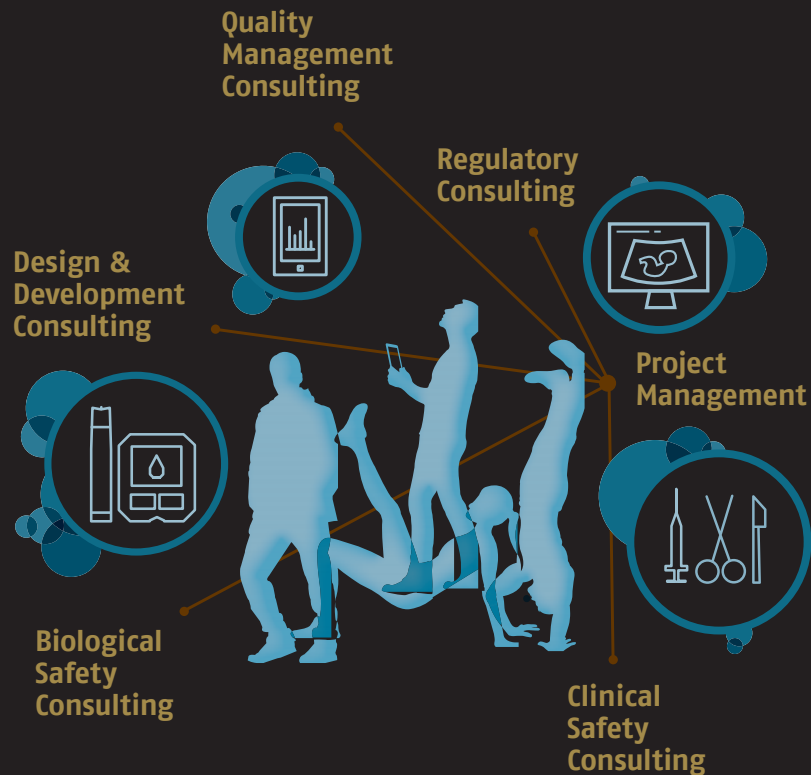 Quality
Management
Consulting
Regulatory
Consulting
Design &
Development
Consulting
Project
Management
Biological
Safety
Consulting
Clinical
Safety
Consulting